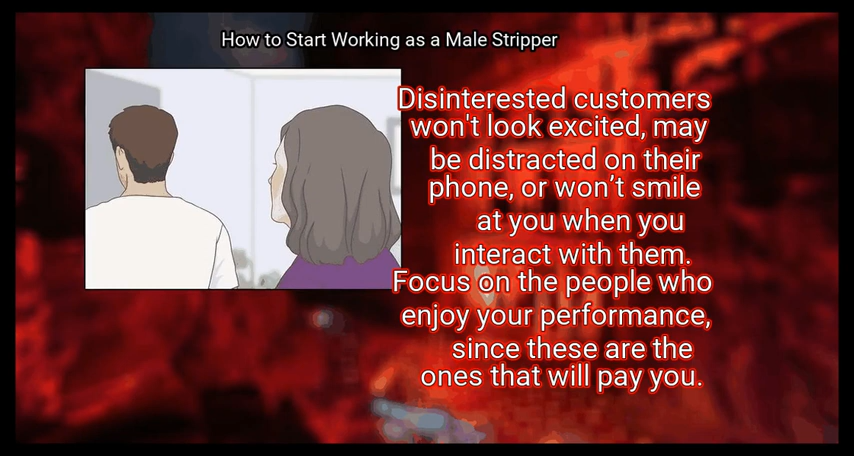 How to Start Working as a Male Stripper
Disinterested customers
won't look excited, may
be distracted on their
phone, or won’t smile
at you when you
interact with them.
Focus on the people who
enjoy your performance,
since these are the
ones that will pay you.